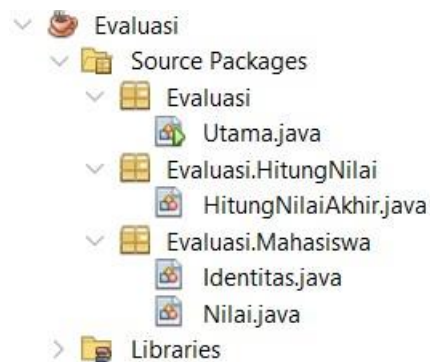 Evaluasi
Source Packages
Evaluasi
Utama.java
Evaluasi.HitungNilai
HitungNilaiAkhir.java
Evaluasi.Mahasiswa
Identitas.java
Nilai.java
Libraries